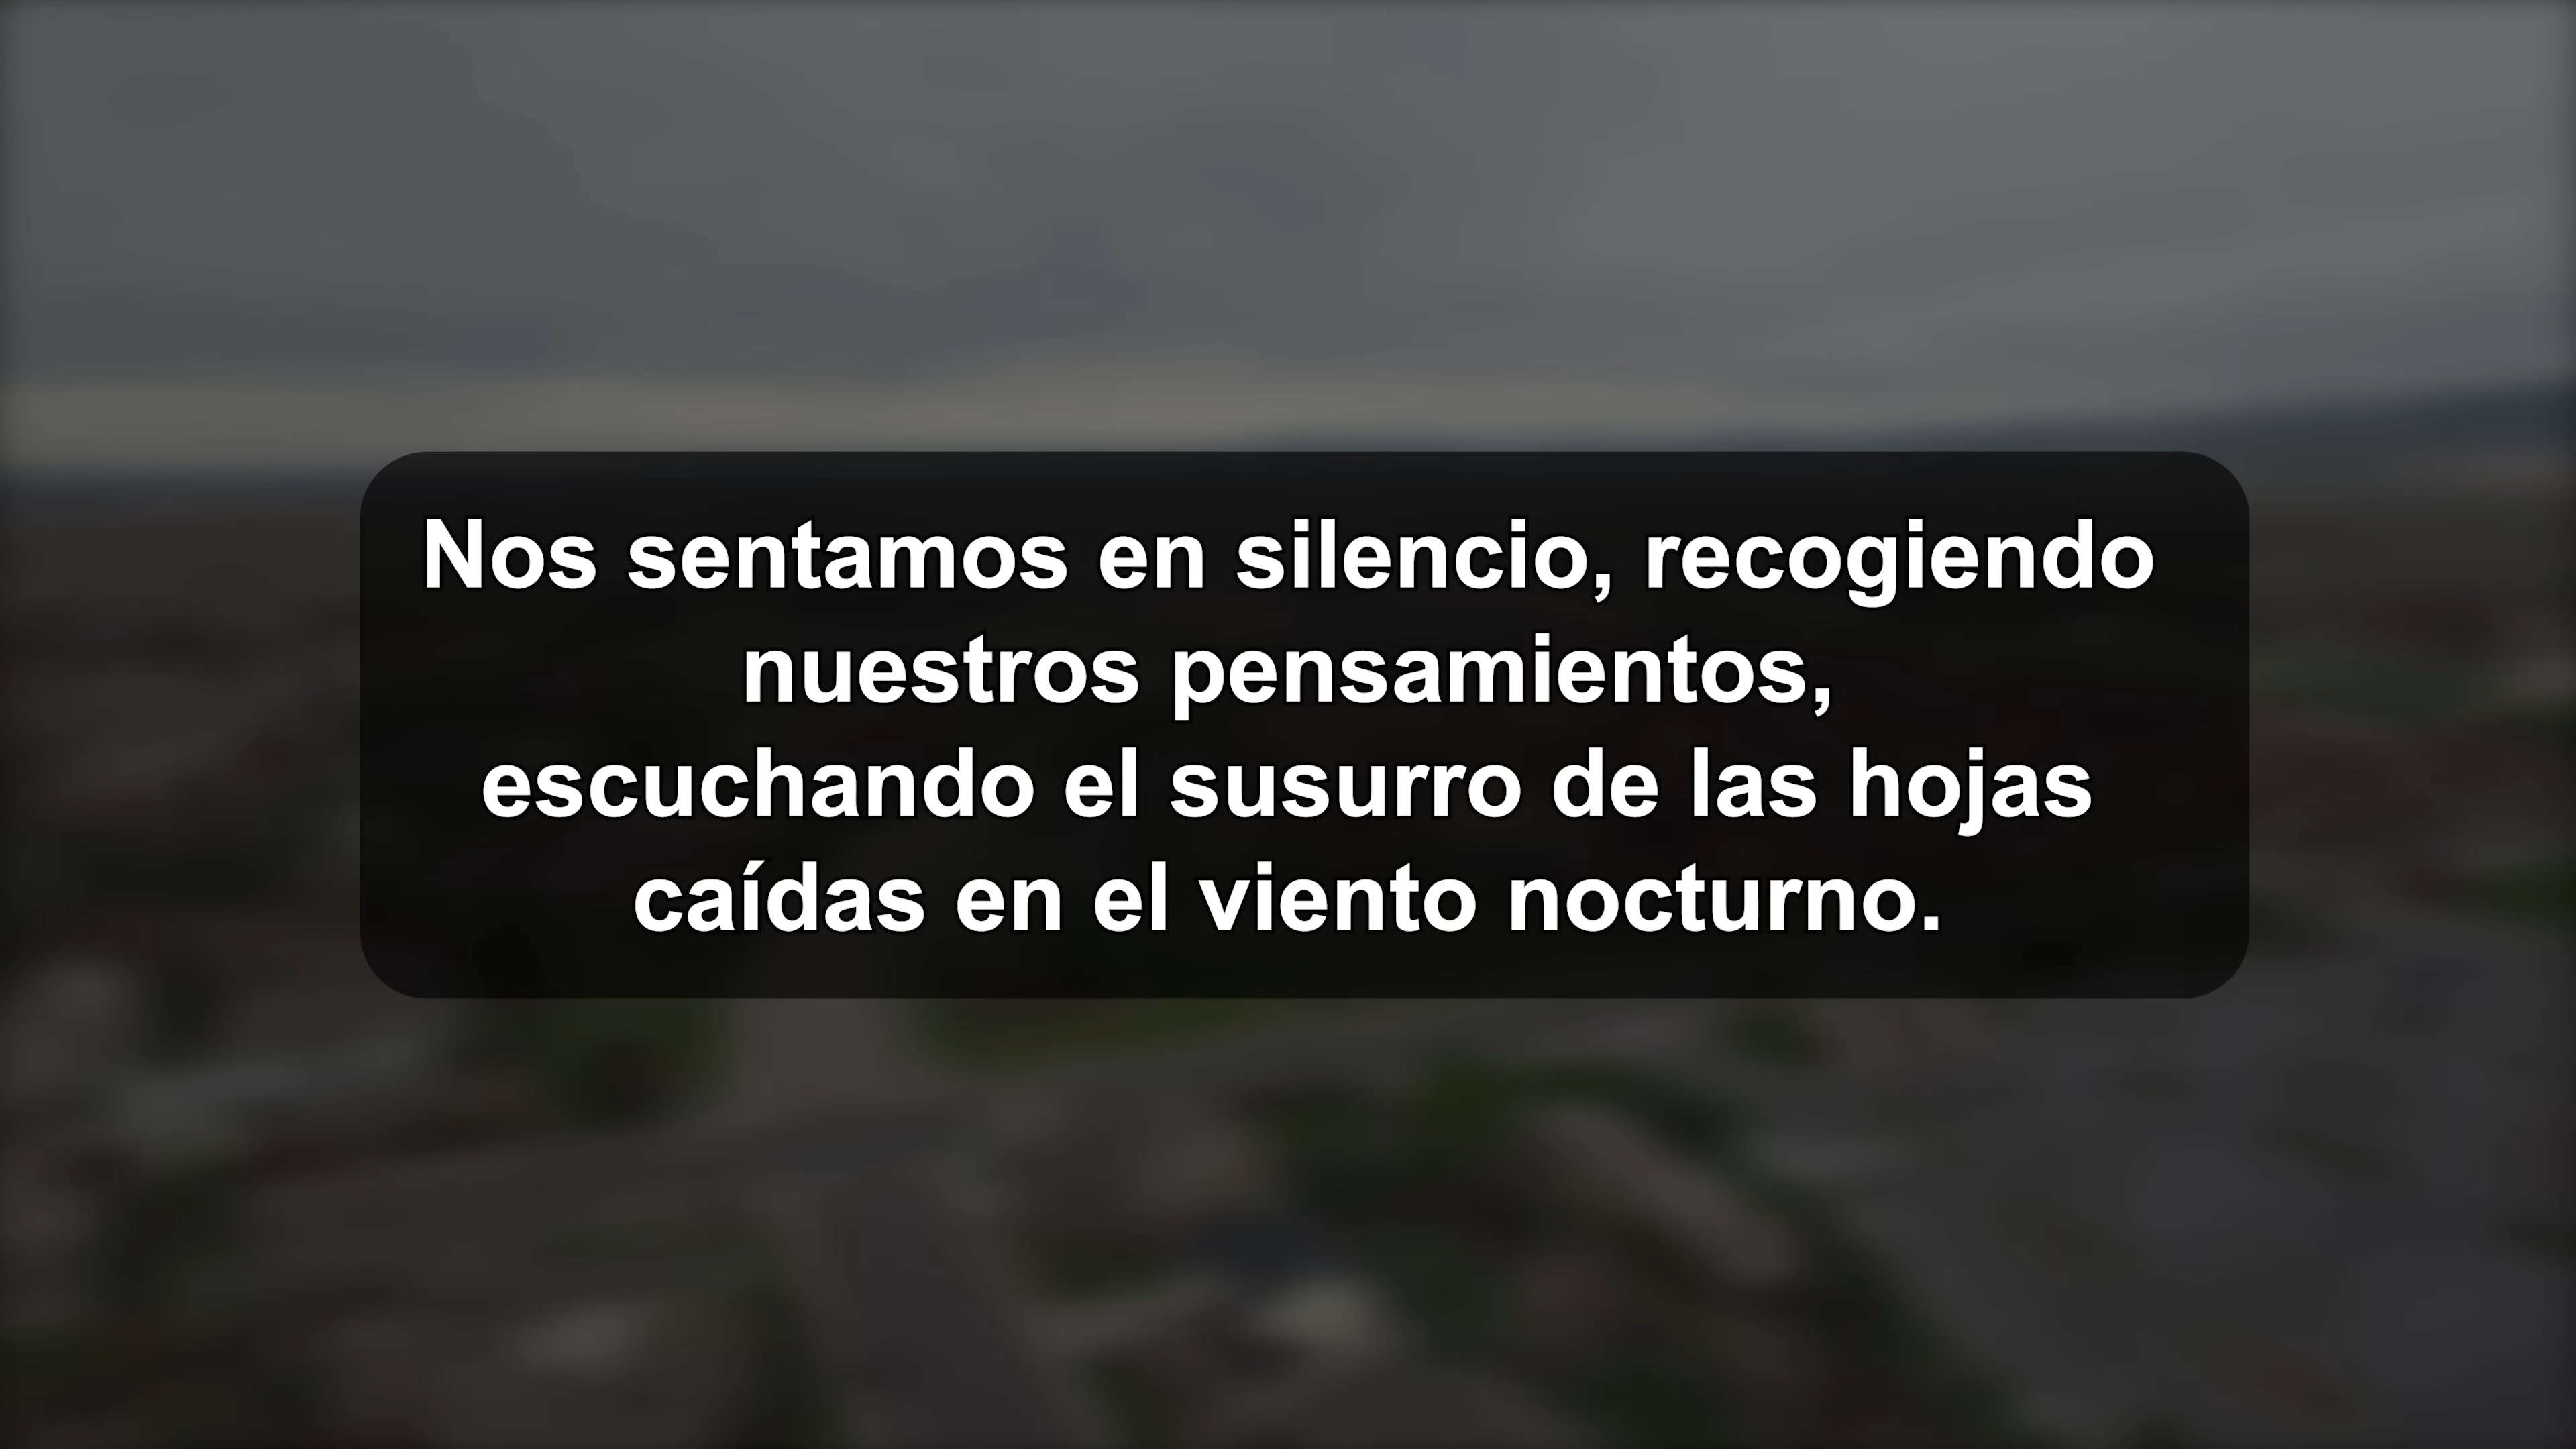 Nos sentamos en silencio, recogiendo
nuestros pensamientos,
escuchando el susurro de las hojas
caídas en el viento nocturno.